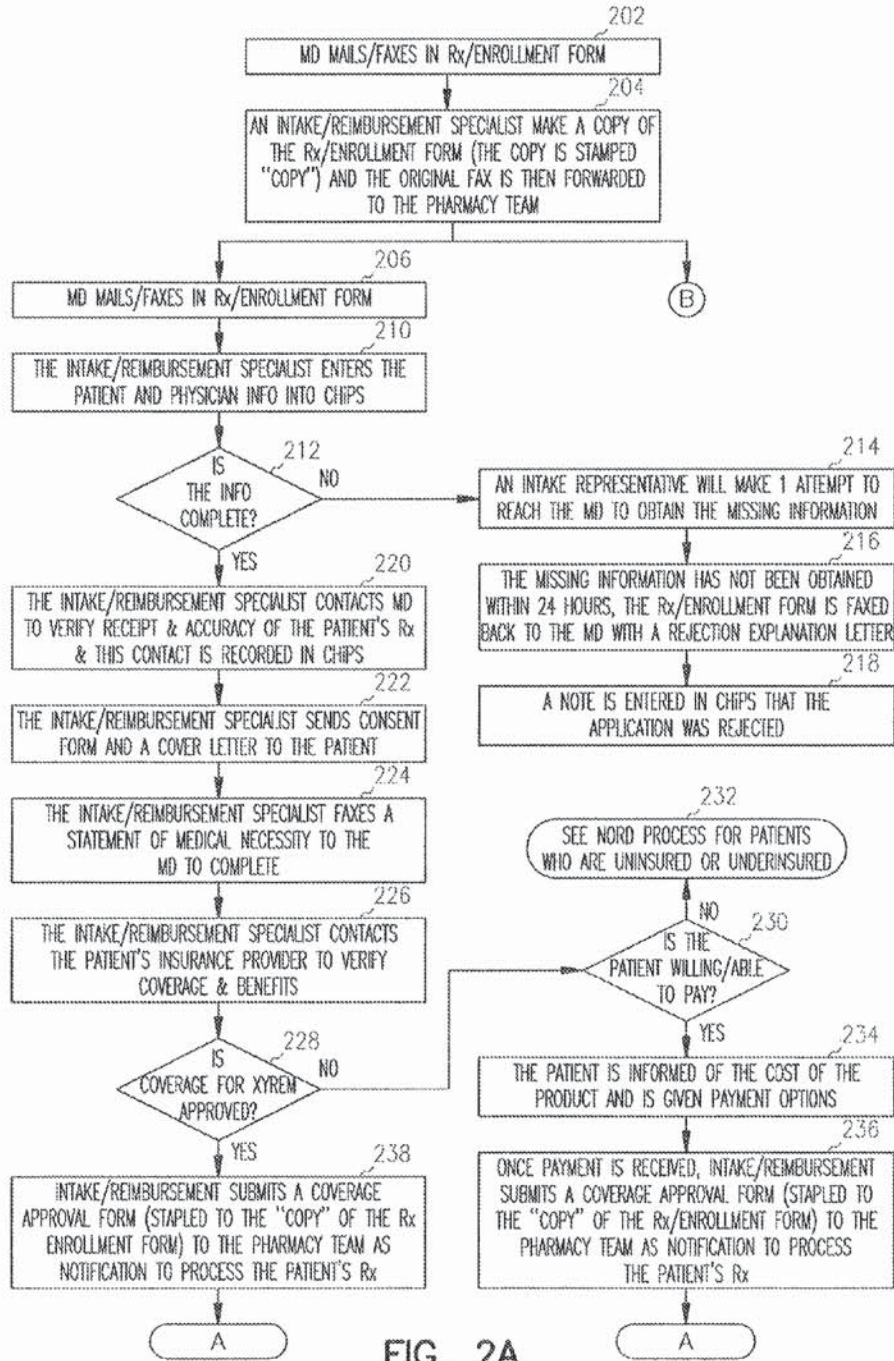 202
MD MAILS/FAXES IN Rx/ENROLLMENT FORM
204
AN INTAKE/REIMBURSEMENT SPECIALIST MAKE A COPY OF
THE Rx/ENROLLMENT FORM (THE COPY IS STAMPED
"COPY") AND THE ORIGINAL FAX IS THEN FORWARDED
TO THE PHARMACY TEAM
206
MD MAILS/FAXES IN Rx/ENROLLMENT FORM
B
210
THE INTAKE/REIMBURSEMENT SPECIALIST ENTERS THE
PATIENT AND PHYSICIAN INFO INTO CHIPS
212
IS
THE INFO
COMPLETE?
NO
YES
214
AN INTAKE REPRESENTATIVE WILL MAKE 1 ATTEMPT TO
REACH THE MD TO OBTAIN THE MISSING INFORMATION
216
THE MISSING INFORMATION HAS NOT BEEN OBTAINED
WITHIN 24 HOURS, THE Rx/ENROLLMENT FORM IS FAXED
BACK TO THE MD WITH A REJECTION EXPLANATION LETTER
218
A NOTE IS ENTERED IN CHIPS THAT THE
APPLICATION WAS REJECTED
220
THE INTAKE/REIMBURSEMENT SPECIALIST CONTACTS MD
TO VERIFY RECEIPT & ACCURACY OF THE PATIENT'S Rx
& THIS CONTACT IS RECORDED IN CHIPS
222
THE INTAKE/REIMBURSEMENT SPECIALIST SENDS CONSENT
FORM AND A COVER LETTER TO THE PATIENT
224
THE INTAKE/REIMBURSEMENT SPECIALIST FAXES A
STATEMENT OF MEDICAL NECESSITY TO THE
MD TO COMPLETE
226
THE INTAKE/REIMBURSEMENT SPECIALIST CONTACTS
THE PATIENT'S INSURANCE PROVIDER TO VERIFY
COVERAGE & BENEFITS
228
IS
COVERAGE FOR XYREM
APPROVED?
NO
YES
232
SEE NORD PROCESS FOR PATIENTS
WHO ARE UNINSURED OR UNDERINSURED
NO
230
IS THE
PATIENT WILLING/ABLE
TO PAY?
YES
234
THE PATIENT IS INFORMED OF THE COST OF THE
PRODUCT AND IS GIVEN PAYMENT OPTIONS
236
ONCE PAYMENT IS RECEIVED, INTAKE/REIMBURSEMENT
SUBMITS A COVERAGE APPROVAL FORM (STAPLED TO
THE "COPY" OF THE Rx/ENROLLMENT FORM) TO THE
PHARMACY TEAM AS NOTIFICATION TO PROCESS
THE PATIENT'S Rx
238
INTAKE/REIMBURSEMENT SUBMITS A COVERAGE
APPROVAL FORM (STAPLED TO THE "COPY" OF THE Rx
ENROLLMENT FORM) TO THE PHARMACY TEAM AS
NOTIFICATION TO PROCESS THE PATIENT'S Rx
A
A
FIG. 2A